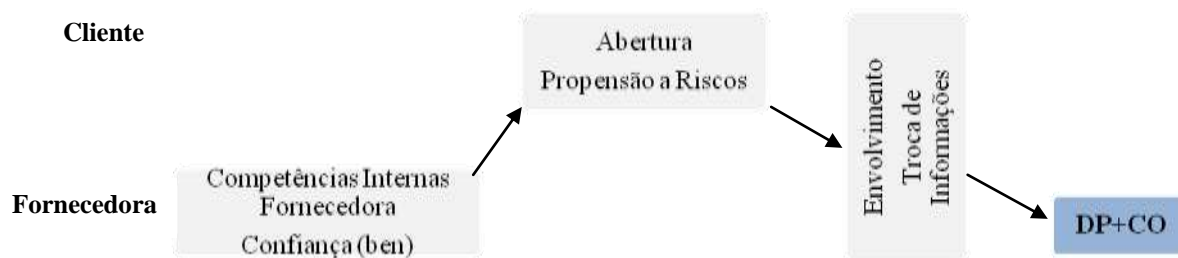 Cliente
Abertura
Propensão a Riscos
Envolvimento
Troca de
Informações
Fornecedora
Competências Internas
Fornecedora
Confiança (ben)
DP+CO